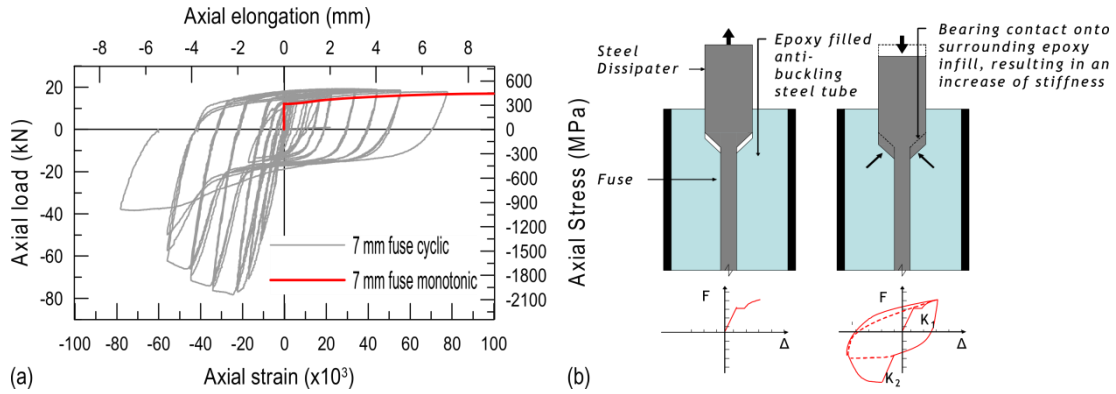 Axial elongation (mm)
-8 -6 -4 -2 0 2 4 6 8
Axial load (kN)
20
0
-20
-40
-60
-80
600
300
0
-300
-600
-900
-1200
-1500
-1800
-2100
Axial Stress (MPa)
7 mm fuse cyclic
7 mm fuse monotonic
-100 -80 -60 -40 -20 0 20 40 60 80 100
Axial strain (x10³)
(a)
Steel
Dissipater
Epoxy filled
anti-
buckling
steel tube
Bearing contact onto
surrounding epoxy
infill, resulting in an
increase of stiffness
Fuse
F
Δ
F
K
Δ
K₂
(b)